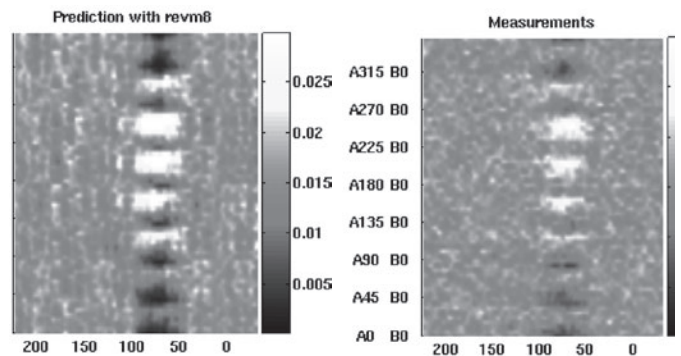 Prediction with revm8
0.025
0.020
0.015
0.010
0.005
200 150 100 50 0
Measurements
A315 B0
A270 B0
A225 B0
A180 B0
A135 B0
A90 B0
A45 B0
A0 B0
200 150 100 50 0